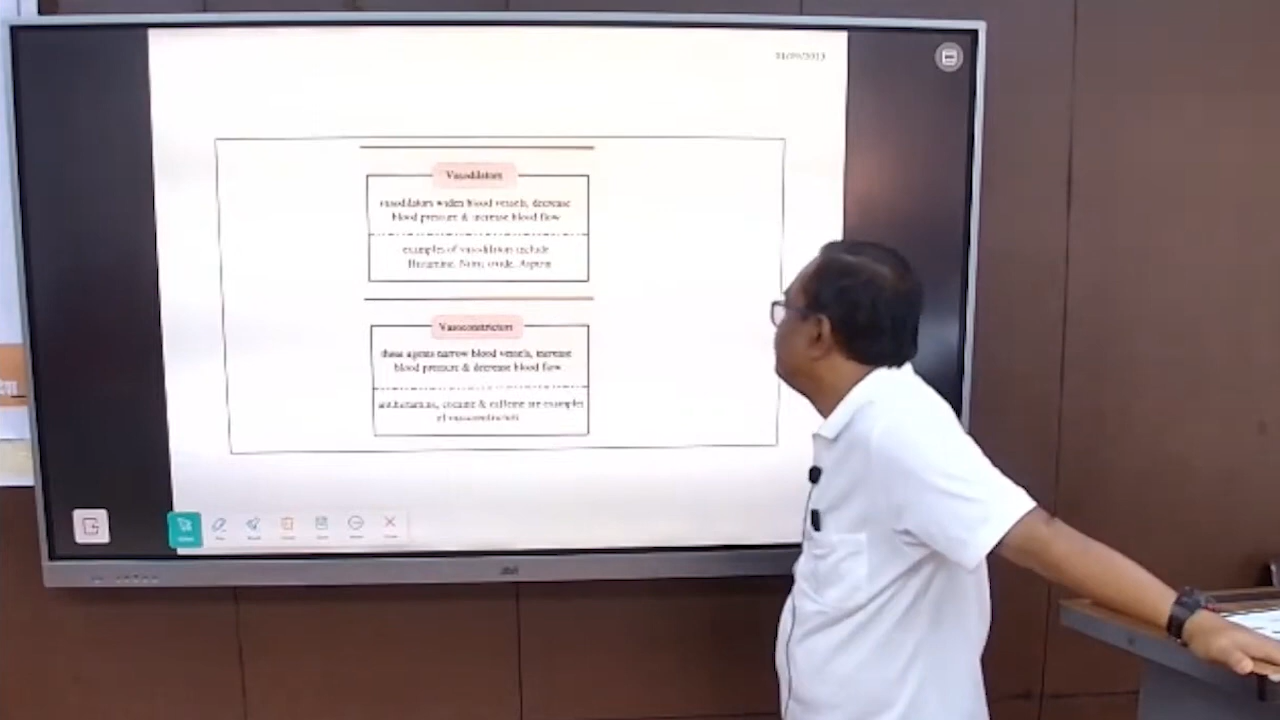 Vasodilators
vasodilators widen blood vessels, decrease
blood pressure & increase blood flow
examples of vasodilators include
Histamine, Nitric oxide, Aspirin
Vasoconstrictors
these agents narrow blood vessels, increase
blood pressure & decrease blood flow
antihistamine, cocaine & caffeine are examples
of vasoconstrictors